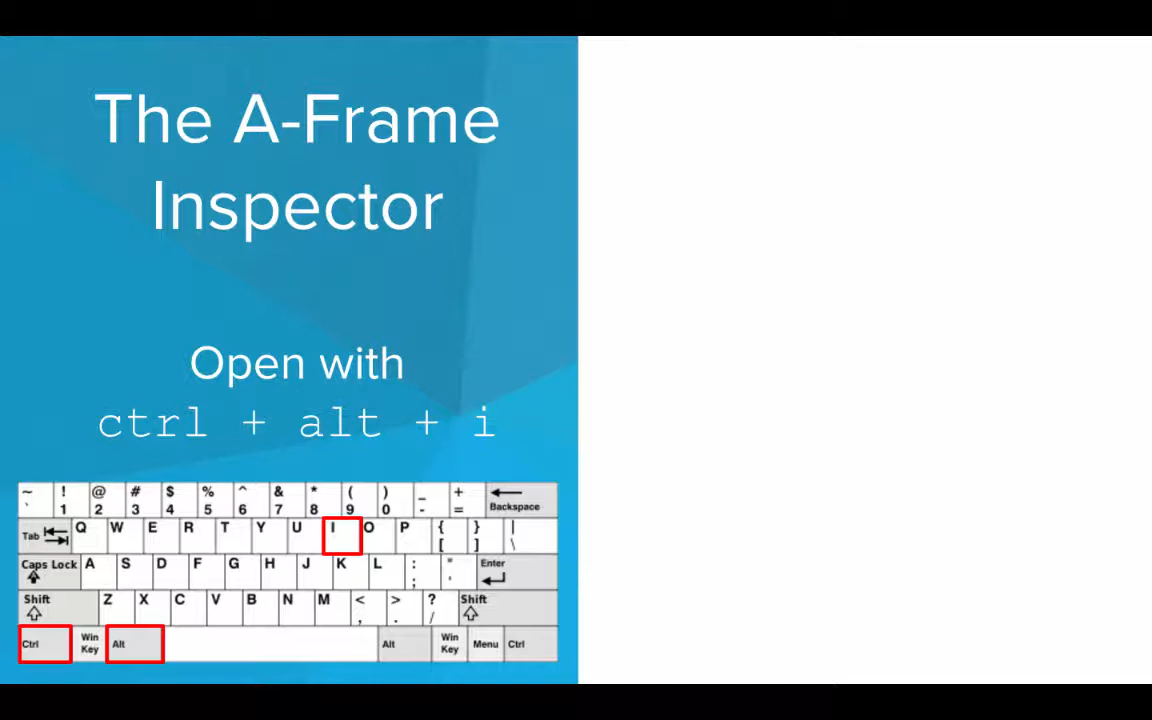 The A-Frame
Inspector
Open with
ctrl + alt + i
~ ! @ # $ % ^ & * ( ) _ +
` 1 2 3 4 5 6 7 8 9 0 - = Backspace
Tab Q W E R T Y U I O P { } |
[ ] \
Caps Lock A S D F G H J K L : " Enter
; '
Shift Z X C V B N M < > ? Shift
, . /
Ctrl Win Key Alt Alt Win Key Menu Ctrl